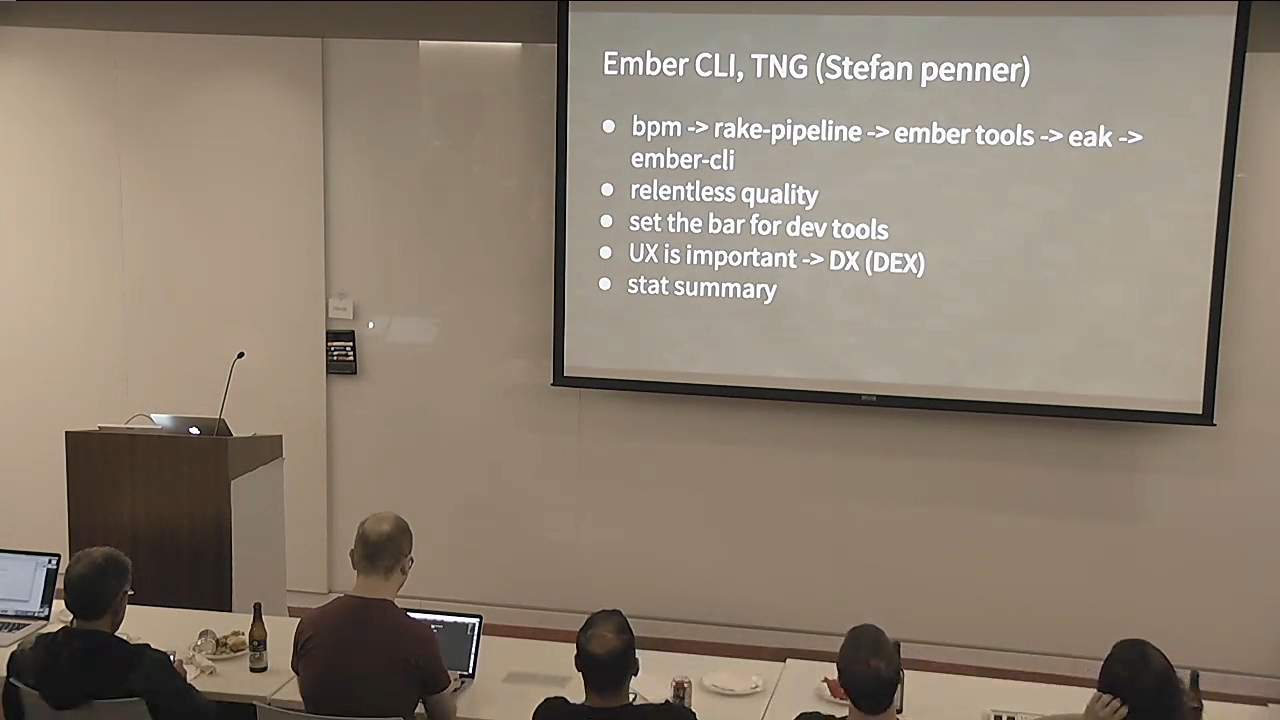 Ember CLI, TNG (Stefan penner)
● bpm -> rake-pipeline -> ember tools -> eak ->
ember-cli
● relentless quality
● set the bar for dev tools
● UX is important -> DX (DEX)
● stat summary